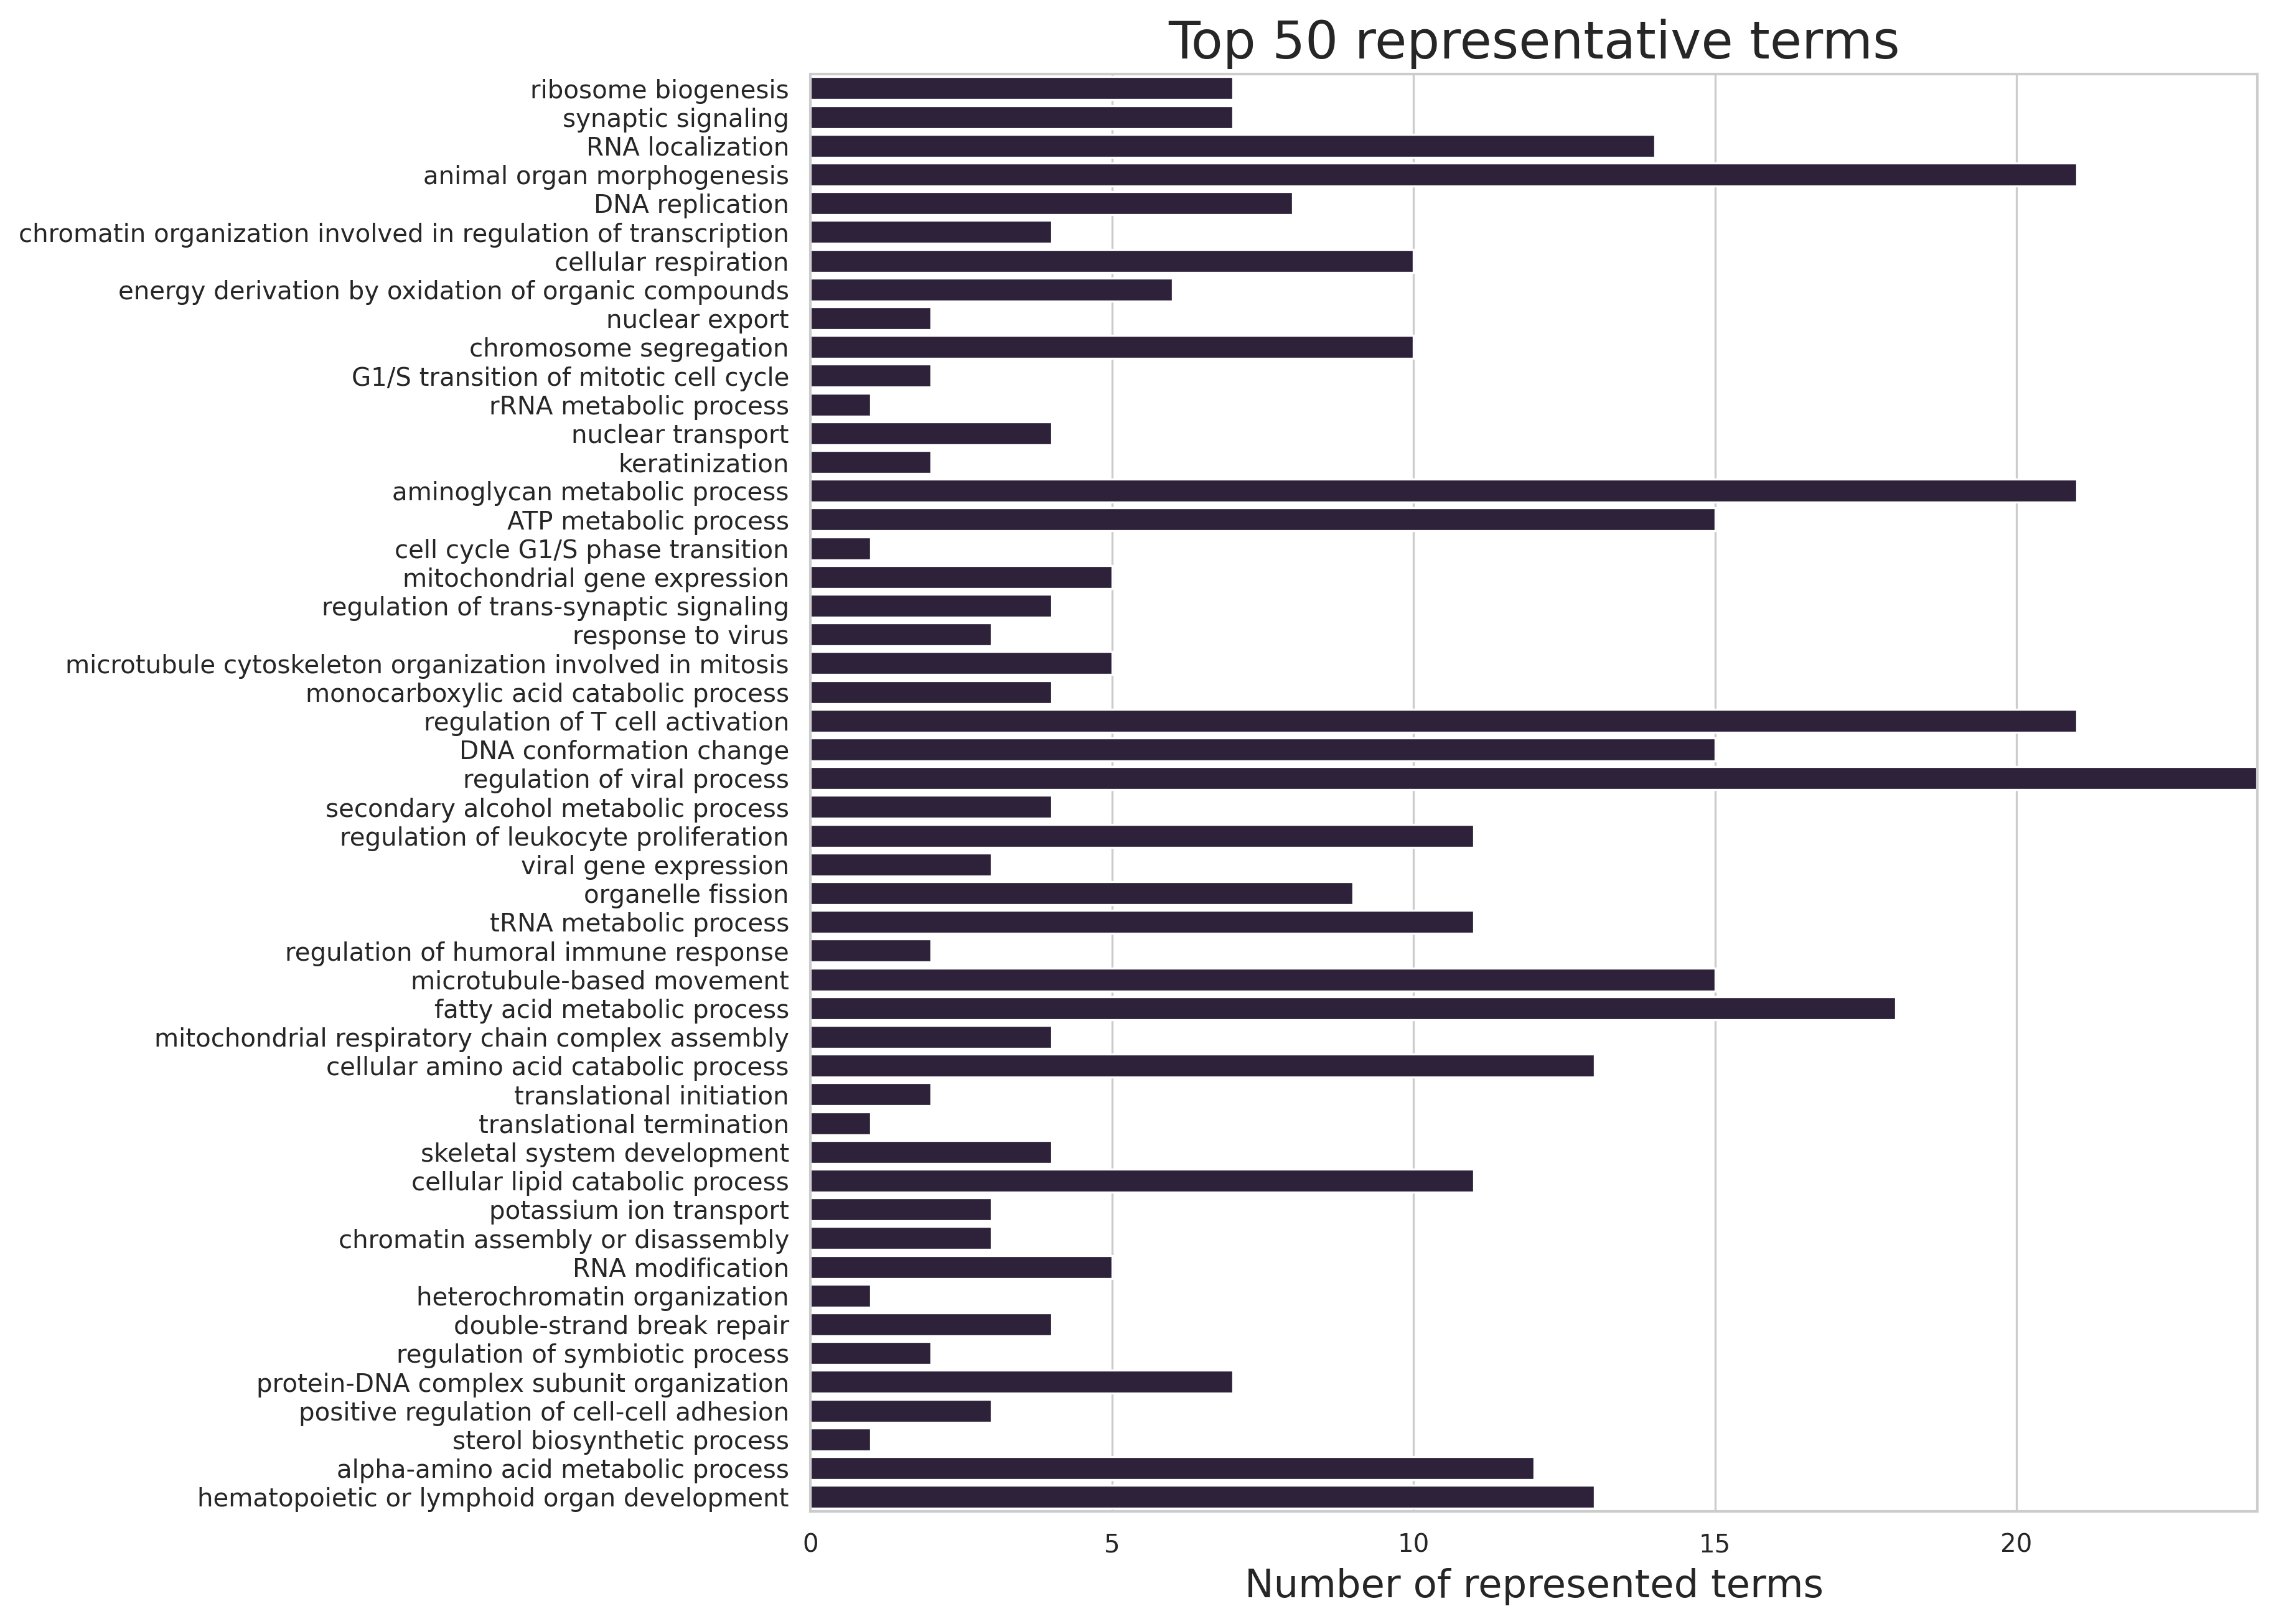 Top 50 representative terms
ribosome biogenesis
synaptic signaling
RNA localization
animal organ morphogenesis
DNA replication
chromatin organization involved in regulation of transcription
cellular respiration
energy derivation by oxidation of organic compounds
nuclear export
chromosome segregation
G1/S transition of mitotic cell cycle
rRNA metabolic process
nuclear transport
keratinization
aminoglycan metabolic process
ATP metabolic process
cell cycle G1/S phase transition
mitochondrial gene expression
regulation of trans-synaptic signaling
response to virus
microtubule cytoskeleton organization involved in mitosis
monocarboxylic acid catabolic process
regulation of T cell activation
DNA conformation change
regulation of viral process
secondary alcohol metabolic process
regulation of leukocyte proliferation
viral gene expression
organelle fission
tRNA metabolic process
regulation of humoral immune response
microtubule-based movement
fatty acid metabolic process
mitochondrial respiratory chain complex assembly
cellular amino acid catabolic process
translational initiation
translational termination
skeletal system development
cellular lipid catabolic process
potassium ion transport
chromatin assembly or disassembly
RNA modification
heterochromatin organization
double-strand break repair
regulation of symbiotic process
protein-DNA complex subunit organization
positive regulation of cell-cell adhesion
sterol biosynthetic process
alpha-amino acid metabolic process
hematopoietic or lymphoid organ development
0 5 10 15 20
Number of represented terms